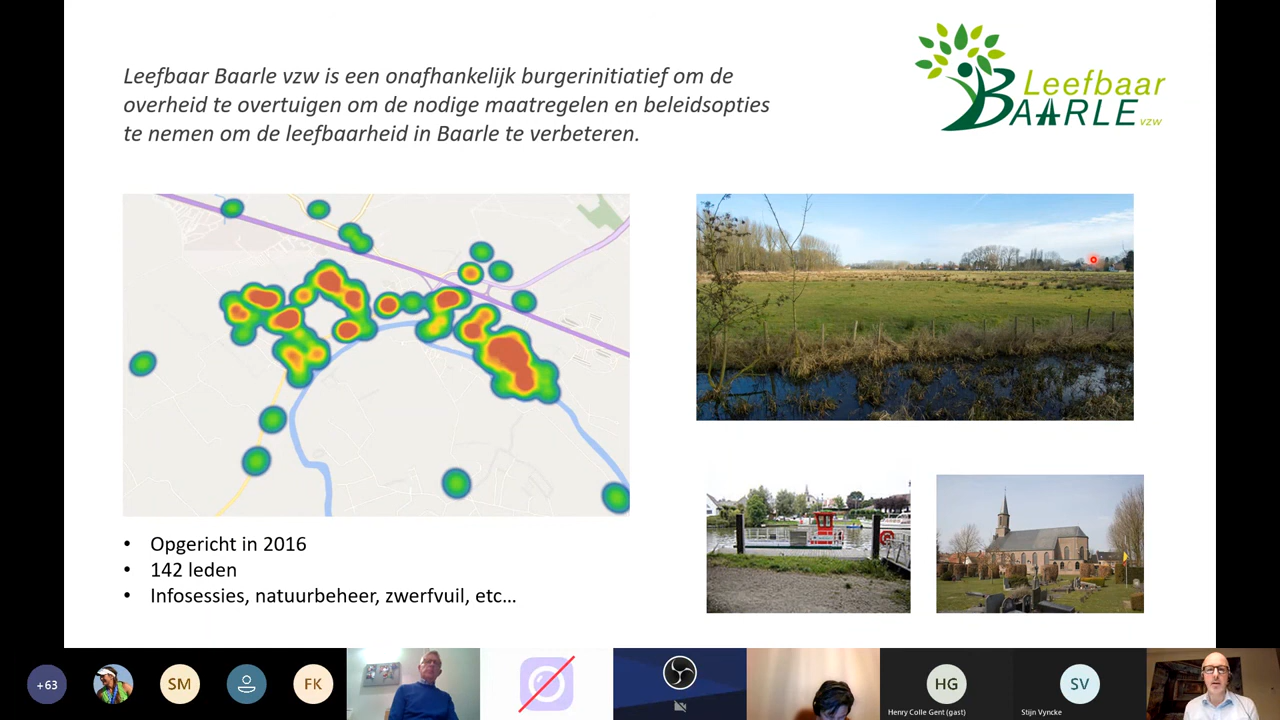 Leefbaar Baarle vzw is een onafhankelijk burgerinitiatief om de
overheid te overtuigen om de nodige maatregelen en beleidsopties
te nemen om de leefbaarheid in Baarle te verbeteren.
Leefbaar
BAARLE
vzw
• Opgericht in 2016
• 142 leden
• Infosessies, natuurbeheer, zwerfvuil, etc...
+63
SM
FK
HG
SV
Henry Colle Gent (gast)
Stijn Vyncke